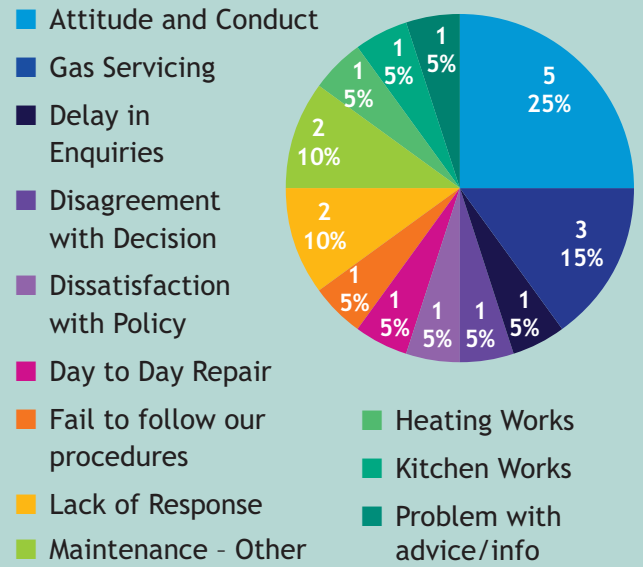 Attitude and Conduct
Gas Servicing
Delay in
Enquiries
Disagreement
with Decision
Dissatisfaction
with Policy
Day to Day Repair
Fail to follow our
procedures
Lack of Response
Maintenance – Other
Heating Works
Kitchen Works
Problem with
advice/info
5
25%
3
15%
1
5%
1
5%
1
5%
1
5%
1
5%
2
10%
2
10%
1
5%
1
5%
1
5%